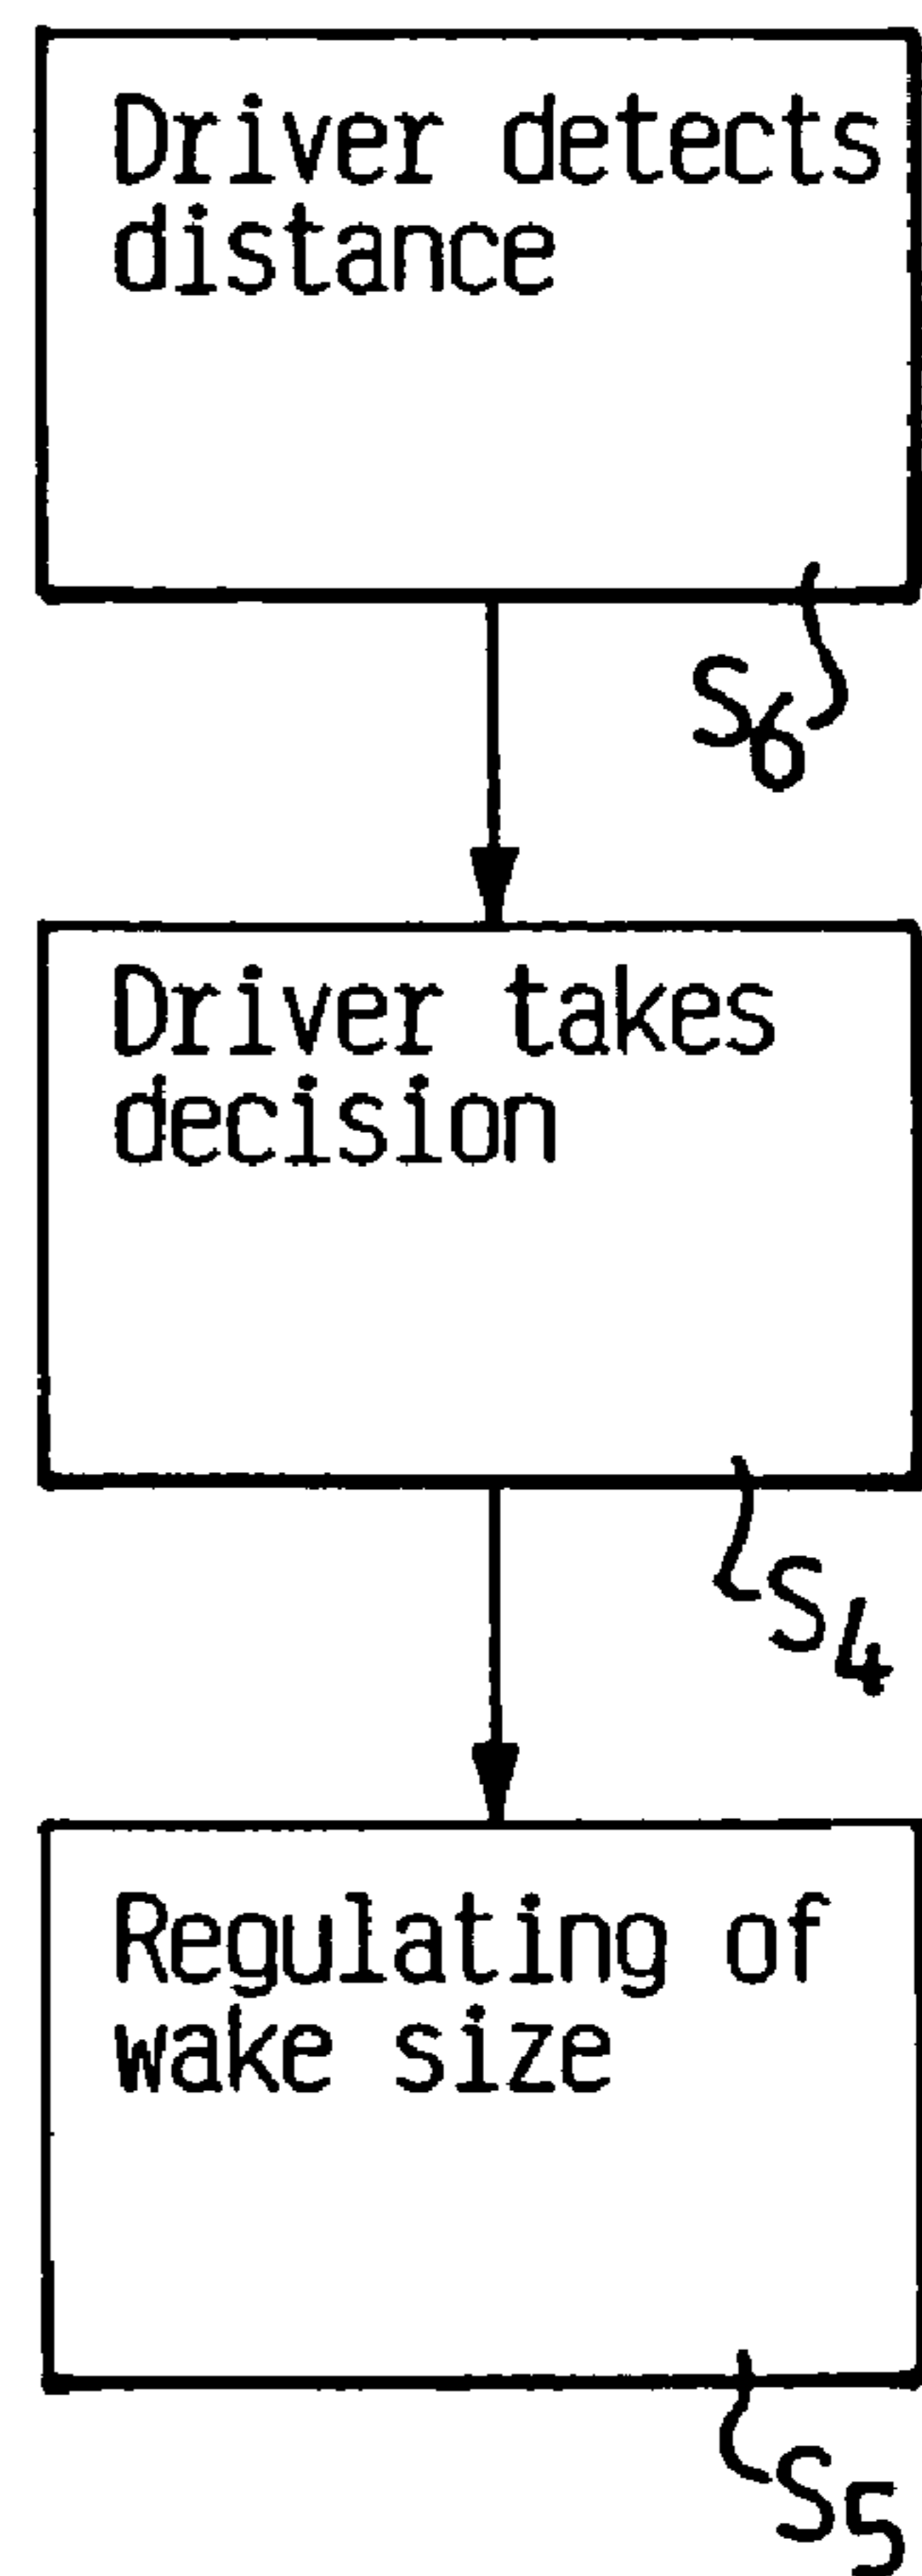 Driver detects
distance
S6
Driver takes
decision
S4
Regulating of
wake size
S5